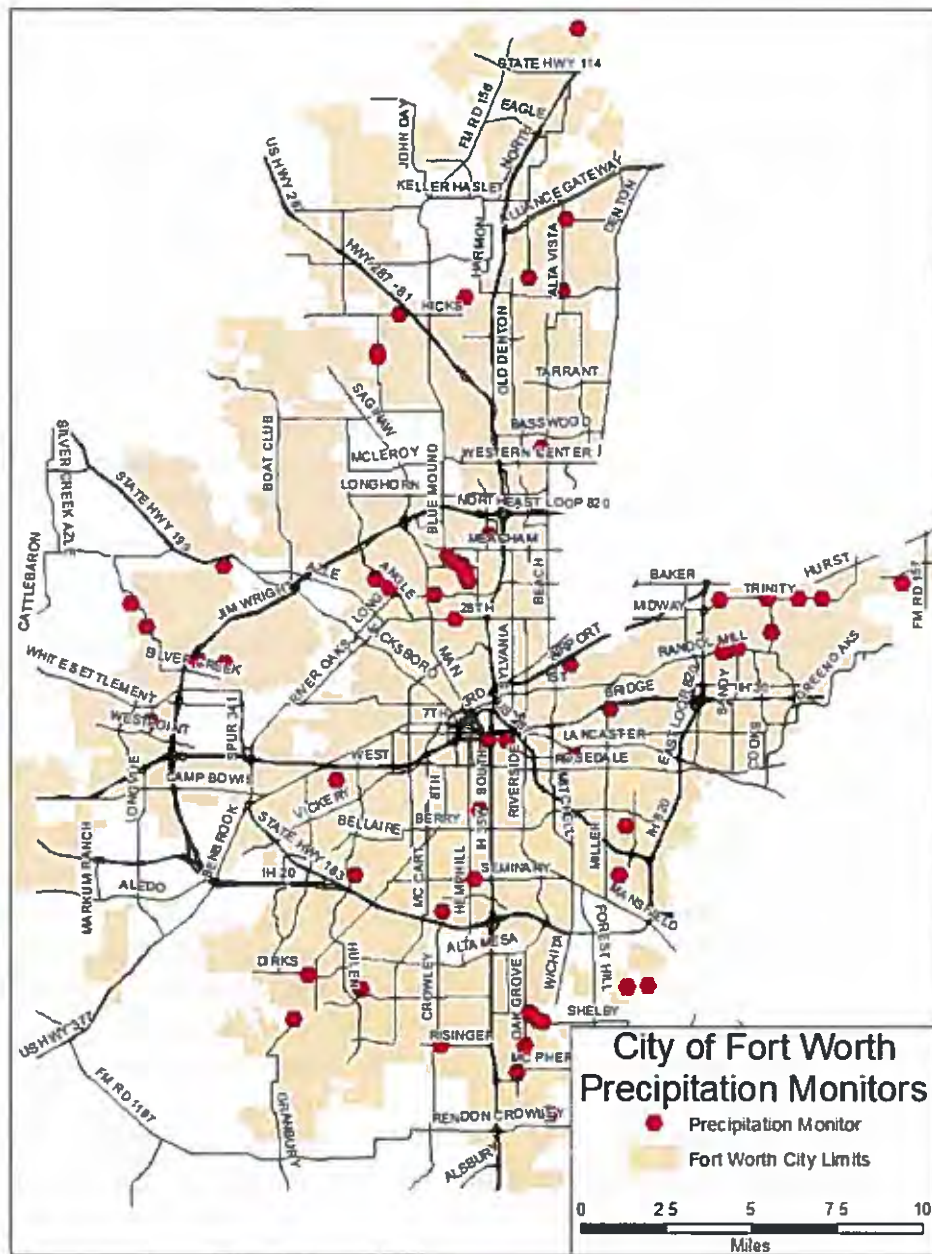 STATE HWY 114
FM RD 156
EAGLE
NORTH
JOHN DAY
US HWY 287
KELLER HASLET
ALLIANCE GATEWAY
DENTON
HARMON
ALTA VISTA
HWY 287 -81
HICKS
OLD DENTON
TARRANT
SAGINAW
BASSWOOD
MCLEROY
WESTERN CENTER
BOAT CLUB
SILVER CREEK AZLE
STATE HWY 199
LONGHORN
BLUE MOUND
NORTHEAST LOOP 820
MEACHAM
CATTLEBARON
JIM WRIGHT
AZLE
LONG
ANGLE
BEACH
BAKER
TRINITY
HURST
FM RD 157
MIDWAY
28TH
WHITE SETTLEMENT
SILVER CREEK
RIVER OAKS
JACKSBORO
MAIN
SYLVANIA
AIRPORT
RANDOL MILL
GREEN OAKS
1ST
BRIDGE
EAST LOOP 820
SANDY
IH 30
WESTPOINT
SPUR 341
7TH
3RD
LANCASTER
COOKS
WEST
ROSEDALE
CAMP BOWIE
LONGVUE
VICKERY
BELLAIRE
BERRY
IH 35W SOUTH
RIVERSIDE
MITCHELL
MILLER
IH 820
MARKUM RANCH
ALEDO
BENBROOK
STATE HWY 183
IH 20
MC CART
HEMPHILL
SEMINARY
MANSFIELD
ALTA MESA
WICHITA
FOREST HILL
DIRKS
HULEN
CROWLEY
OAK GROVE
SHELBY
US HWY 377
RISINGER
FM RD 1187
GRANBURY
RENDON CROWLEY
ALSBURY
City of Fort Worth
Precipitation Monitors
Precipitation Monitor
Fort Worth City Limits
0 2.5 5 7.5 10
Miles